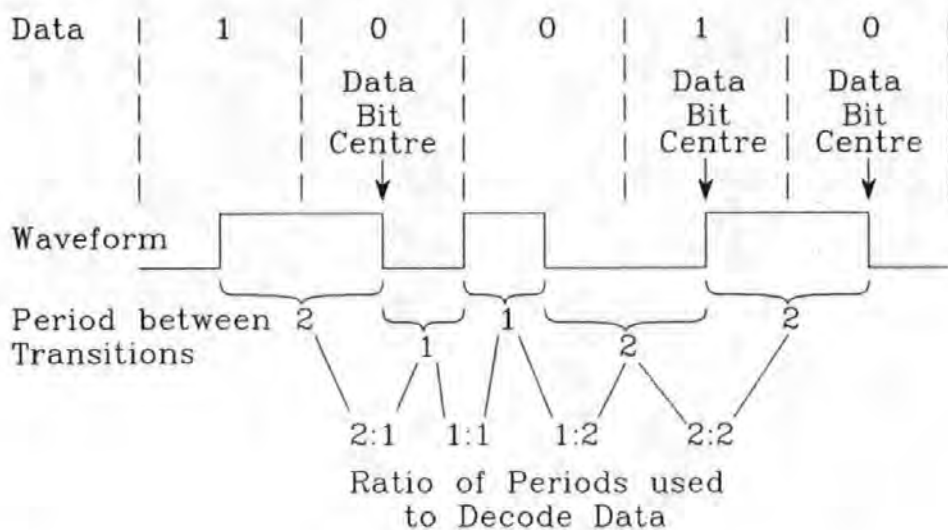 Data 1 0 0 1 0
Data Data Data
Bit Bit Bit
Centre Centre Centre
Waveform
Period between 2 1 1 2 2
Transitions
2:1 1:1 1:2 2:2
Ratio of Periods used
to Decode Data